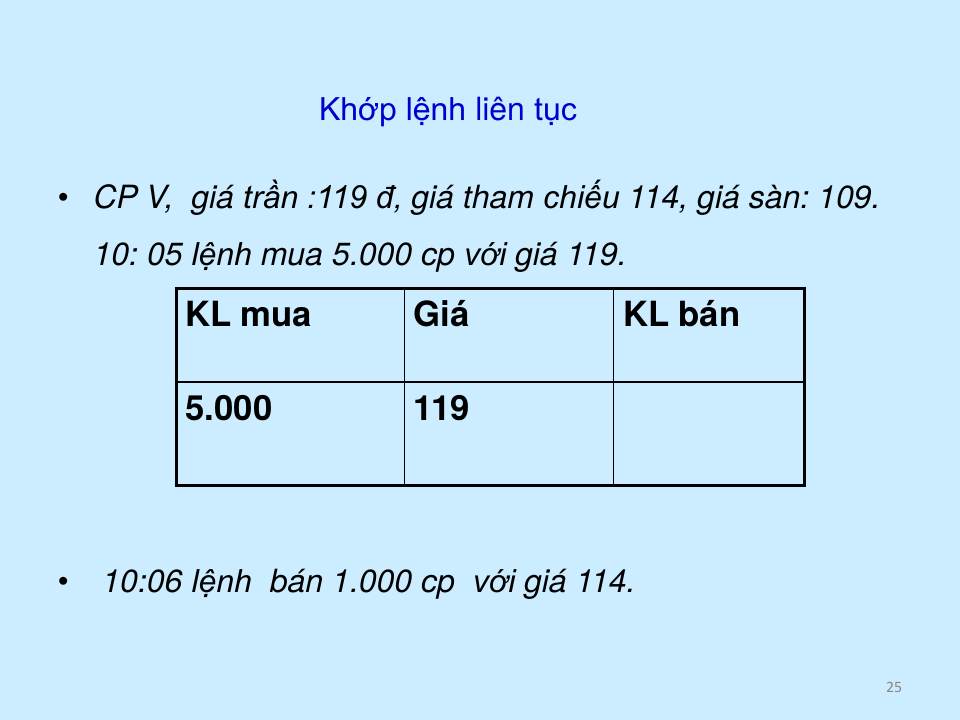 Khớp lệnh liên tục
• CP V, giá trần :119 đ, giá tham chiếu 114, giá sàn: 109.
10: 05 lệnh mua 5.000 cp với giá 119.
KL mua Giá KL bán
5.000 119
• 10:06 lệnh bán 1.000 cp với giá 114.
25